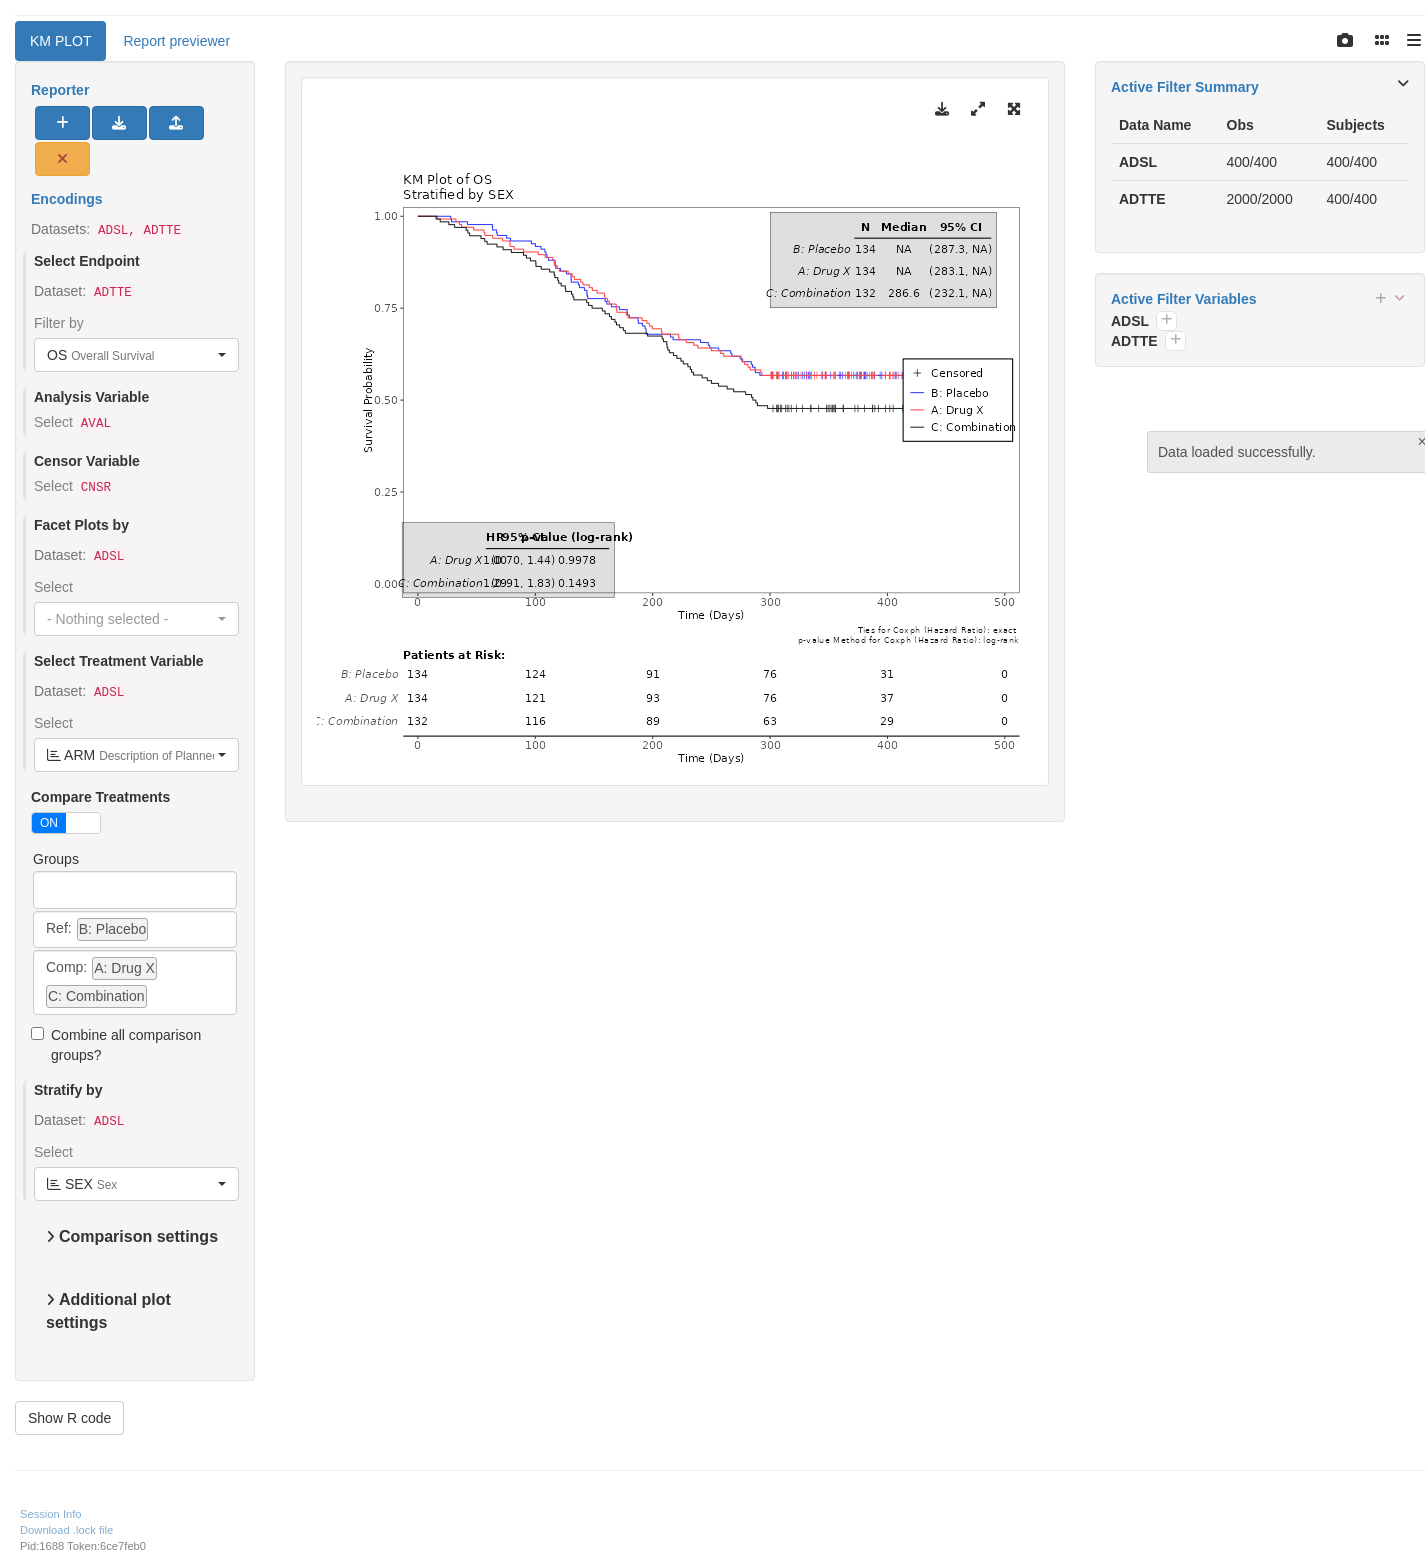 KM PLOT Report previewer
Reporter
Encodings
Datasets: ADSL, ADTTE
Select Endpoint
Dataset: ADTTE
Filter by
OS Overall Survival
Analysis Variable
Select AVAL
Censor Variable
Select CNSR
Facet Plots by
Dataset: ADSL
Select
- Nothing selected -
Select Treatment Variable
Dataset: ADSL
Select
ARM Description of Planned
Compare Treatments
ON
Groups
Ref: B: Placebo
Comp: A: Drug X
C: Combination
Combine all comparison
groups?
Stratify by
Dataset: ADSL
Select
SEX Sex
Comparison settings
Additional plot
settings
Show R code
KM Plot of OS
Stratified by SEX
Survival Probability
1.00
0.75
0.50
0.25
0.00
N Median 95% CI
B: Placebo 134 NA (287.3, NA)
A: Drug X 134 NA (283.1, NA)
C: Combination 132 286.6 (232.1, NA)
Censored
B: Placebo
A: Drug X
C: Combination
HR 95% CI p-value (log-rank)
A: Drug X 1.00 (0.70, 1.44) 0.9978
C: Combination 1.29 (0.91, 1.83) 0.1493
0 100 200 300 400 500
Time (Days)
Ties for Coxph (Hazard Ratio): exact
p-value Method for Coxph (Hazard Ratio): log-rank
Patients at Risk:
B: Placebo 134 124 91 76 31 0
A: Drug X 134 121 93 76 37 0
C: Combination 132 116 89 63 29 0
0 100 200 300 400 500
Time (Days)
Active Filter Summary
Data Name Obs Subjects
ADSL 400/400 400/400
ADTTE 2000/2000 400/400
Active Filter Variables
ADSL
ADTTE
Data loaded successfully.
Session Info
Download .lock file
Pid:1688 Token:6ce7feb0